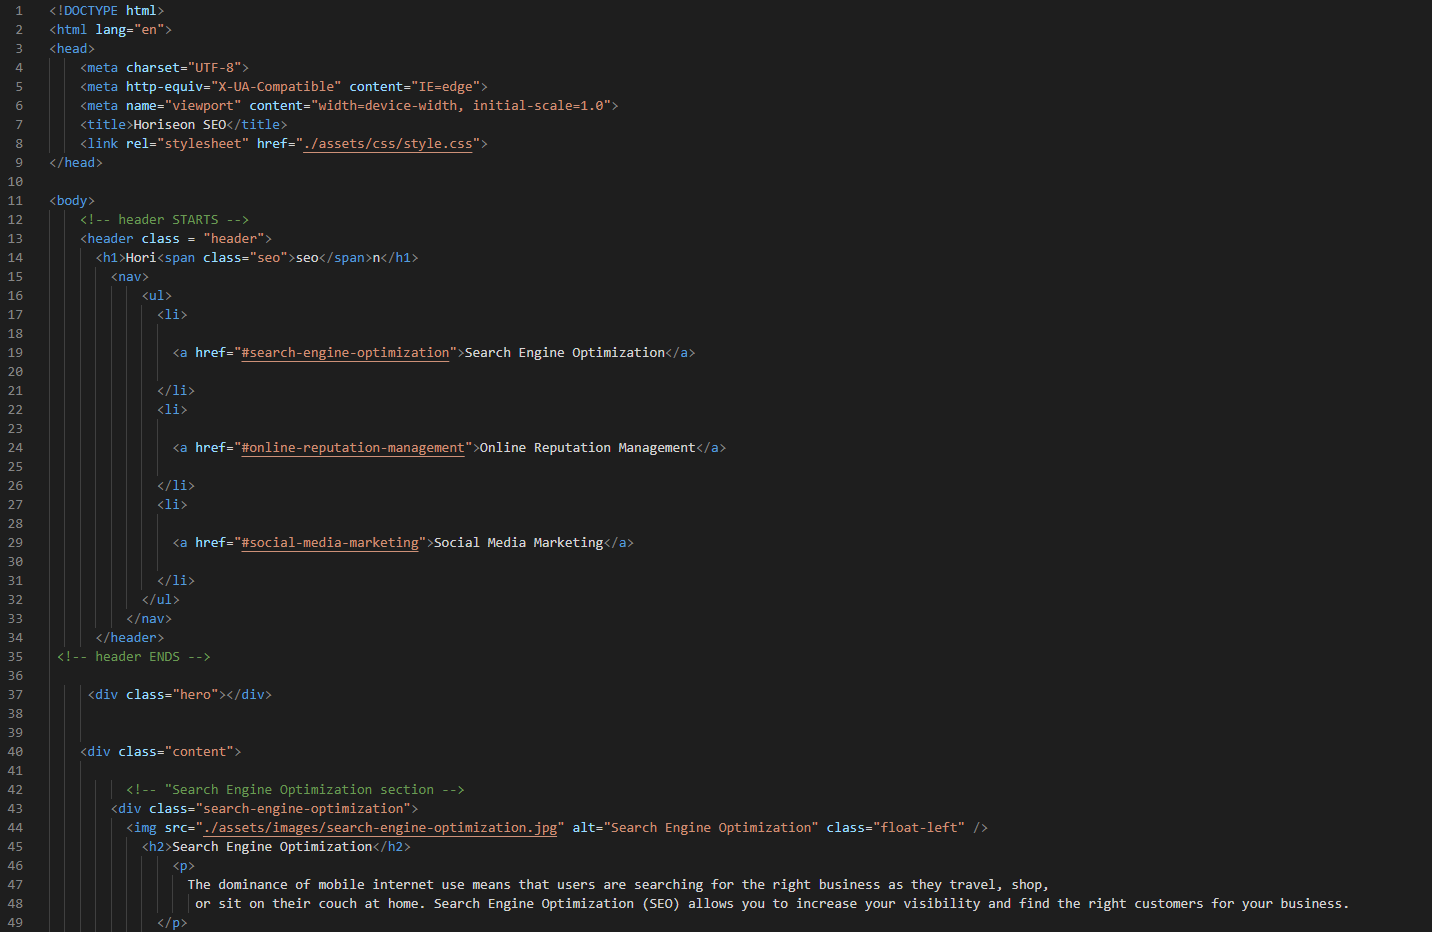 1 <!DOCTYPE html>
2 <html lang="en">
3 <head>
4 <meta charset="UTF-8">
5 <meta http-equiv="X-UA-Compatible" content="IE=edge">
6 <meta name="viewport" content="width=device-width, initial-scale=1.0">
7 <title>Horiseon SEO</title>
8 <link rel="stylesheet" href="./assets/css/style.css">
9 </head>
10
11 <body>
12 <!-- header STARTS -->
13 <header class = "header">
14 <h1>Hori<span class="seo">seo</span>n</h1>
15 <nav>
16 <ul>
17 <li>
18
19 <a href="#search-engine-optimization">Search Engine Optimization</a>
20
21 </li>
22 <li>
23
24 <a href="#online-reputation-management">Online Reputation Management</a>
25
26 </li>
27 <li>
28
29 <a href="#social-media-marketing">Social Media Marketing</a>
30
31 </li>
32 </ul>
33 </nav>
34 </header>
35 <!-- header ENDS -->
36
37 <div class="hero"></div>
38
39
40 <div class="content">
41
42 <!-- "Search Engine Optimization section -->
43 <div class="search-engine-optimization">
44 <img src="./assets/images/search-engine-optimization.jpg" alt="Search Engine Optimization" class="float-left" />
45 <h2>Search Engine Optimization</h2>
46 <p>
47 The dominance of mobile internet use means that users are searching for the right business as they travel, shop,
48 or sit on their couch at home. Search Engine Optimization (SEO) allows you to increase your visibility and find the right customers for your business.
49 </p>